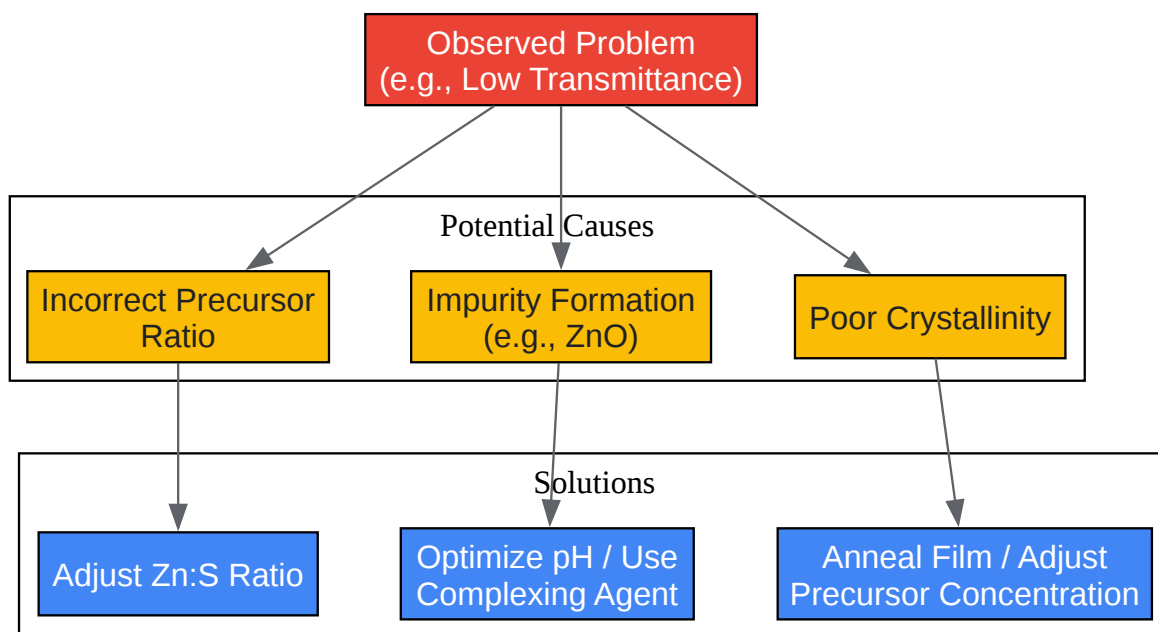 Observed Problem
(e.g., Low Transmittance)
Potential Causes
Incorrect Precursor
Ratio
Impurity Formation
(e.g., ZnO)
Poor Crystallinity
Solutions
Adjust Zn:S Ratio
Optimize pH / Use
Complexing Agent
Anneal Film / Adjust
Precursor Concentration